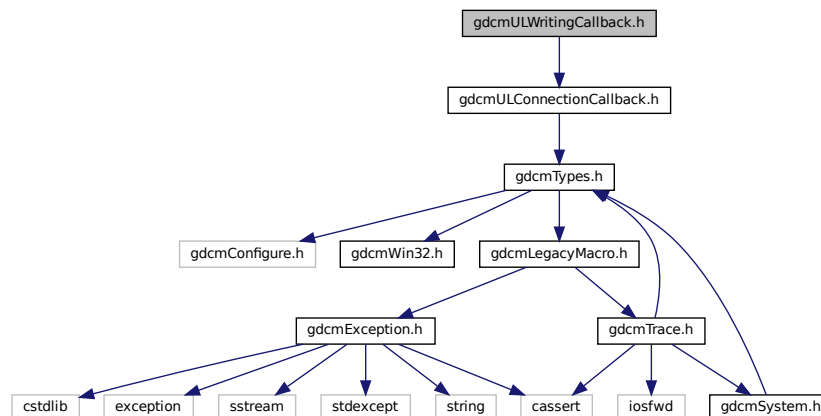 gdcmULWritingCallback.h
gdcmULConnectionCallback.h
gdcmTypes.h
gdcmConfigure.h
gdcmWin32.h
gdcmLegacyMacro.h
gdcmException.h
gdcmTrace.h
cstdlib
exception
sstream
stdexcept
string
cassert
iosfwd
gdcmSystem.h